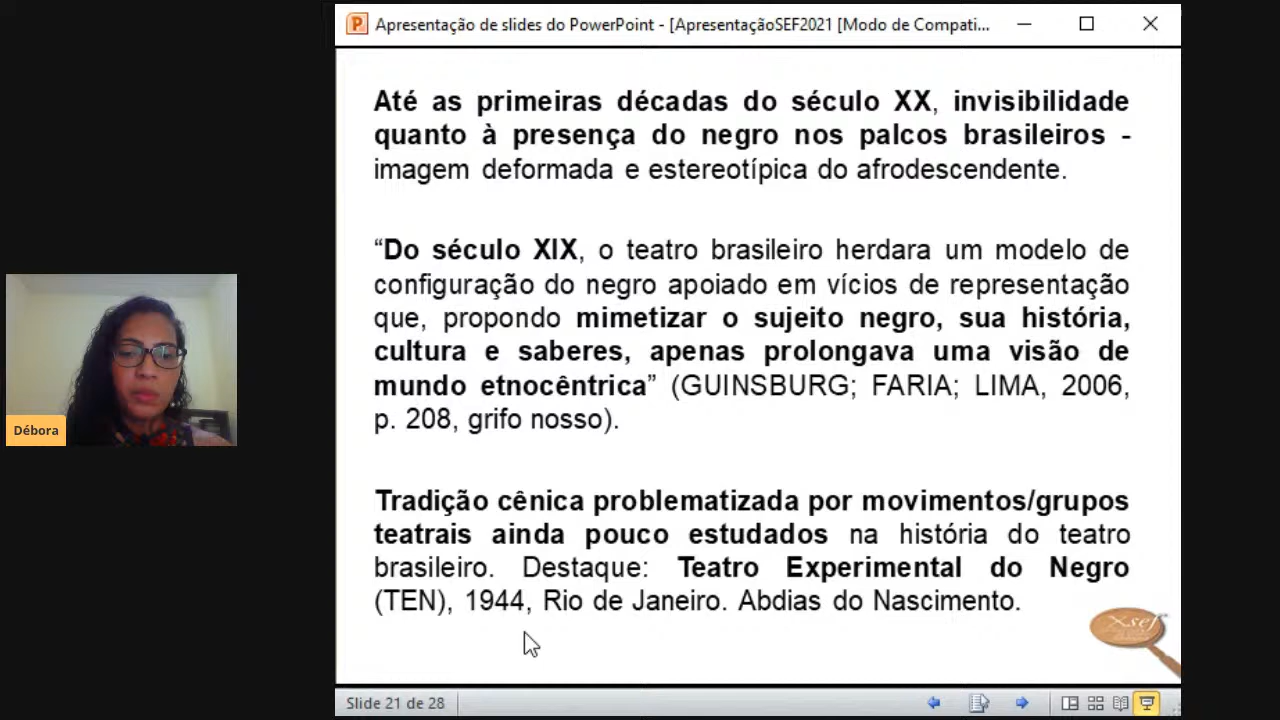 Apresentação de slides do PowerPoint - [ApresentaçãoSEF2021 [Modo de Compati...
Até as primeiras décadas do século XX, invisibilidade
quanto à presença do negro nos palcos brasileiros -
imagem deformada e estereotípica do afrodescendente.
“Do século XIX, o teatro brasileiro herdara um modelo de
configuração do negro apoiado em vícios de representação
que, propondo mimetizar o sujeito negro, sua história,
cultura e saberes, apenas prolongava uma visão de
mundo etnocêntrica” (GUINSBURG; FARIA; LIMA, 2006,
p. 208, grifo nosso).
Tradição cênica problematizada por movimentos/grupos
teatrais ainda pouco estudados na história do teatro
brasileiro. Destaque: Teatro Experimental do Negro
(TEN), 1944, Rio de Janeiro. Abdias do Nascimento.
Xsef
Débora
Slide 21 de 28